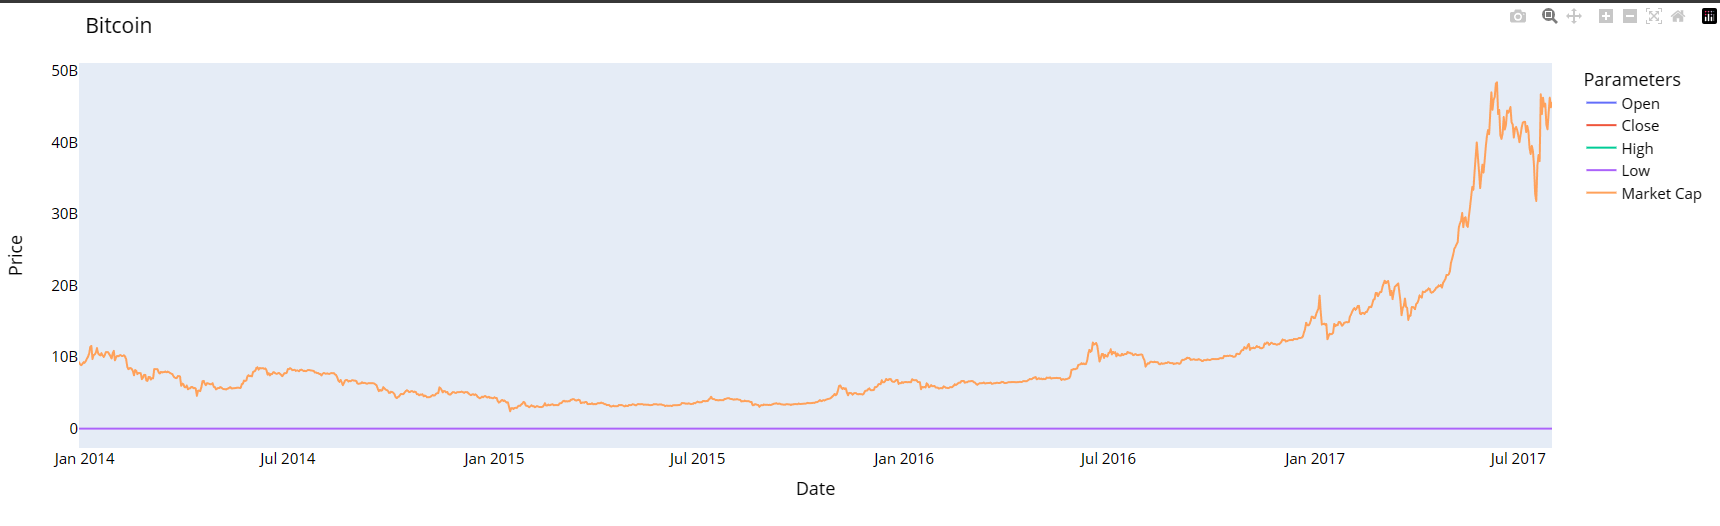 Bitcoin
50B
40B
30B
20B
10B
0
Price
Jan 2014
Jul 2014
Jan 2015
Jul 2015
Jan 2016
Jul 2016
Jan 2017
Jul 2017
Date
Parameters
Open
Close
High
Low
Market Cap